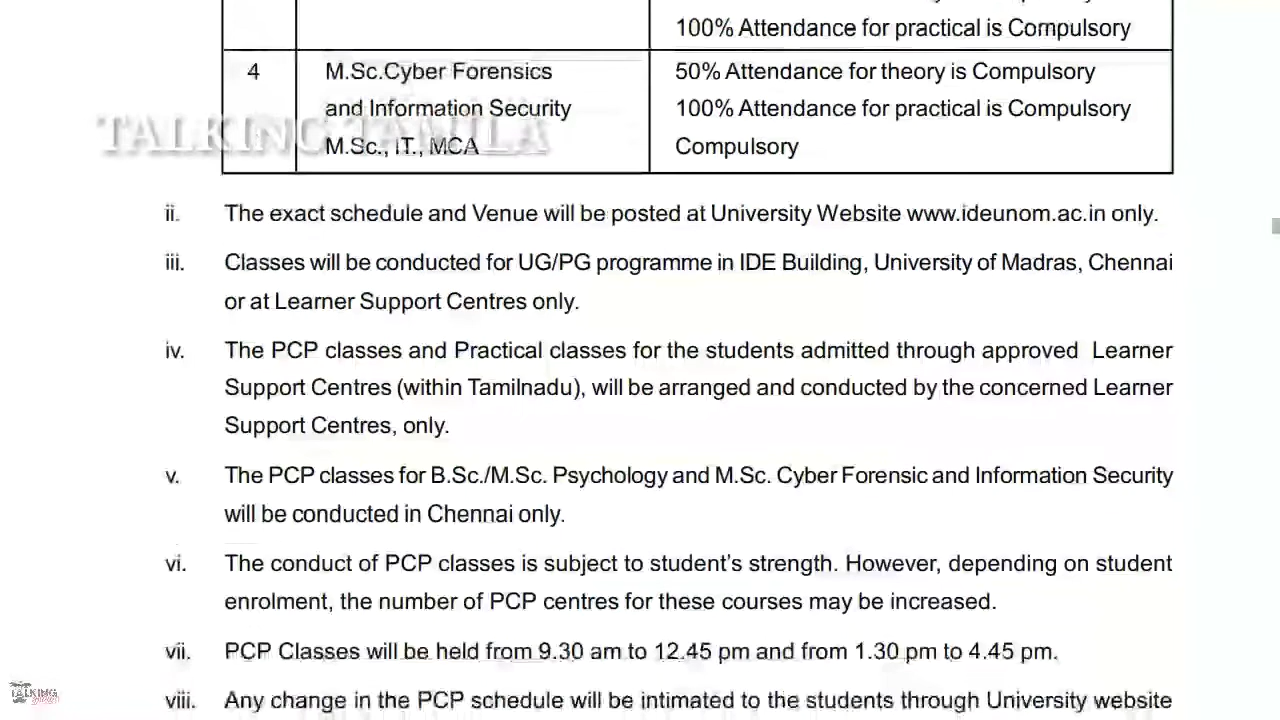 100% Attendance for practical is Compulsory
4 M.Sc.Cyber Forensics 50% Attendance for theory is Compulsory
and Information Security 100% Attendance for practical is Compulsory
TALKING TAMILA
M.Sc., IT., MCA Compulsory
ii. The exact schedule and Venue will be posted at University Website www.ideunom.ac.in only.
iii. Classes will be conducted for UG/PG programme in IDE Building, University of Madras, Chennai
or at Learner Support Centres only.
iv. The PCP classes and Practical classes for the students admitted through approved Learner
Support Centres (within Tamilnadu), will be arranged and conducted by the concerned Learner
Support Centres, only.
v. The PCP classes for B.Sc./M.Sc. Psychology and M.Sc. Cyber Forensic and Information Security
will be conducted in Chennai only.
vi. The conduct of PCP classes is subject to student's strength. However, depending on student
enrolment, the number of PCP centres for these courses may be increased.
vii. PCP Classes will be held from 9.30 am to 12.45 pm and from 1.30 pm to 4.45 pm.
viii. Any change in the PCP schedule will be intimated to the students through University website
TALKING